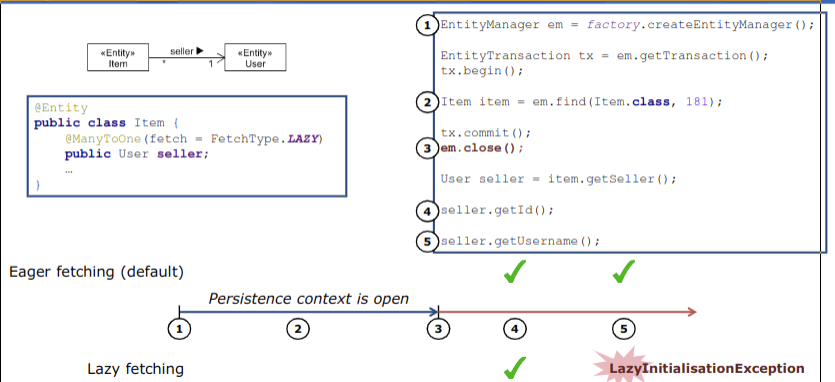 «Entity»
Item
seller ▶
* 1
«Entity»
User
@Entity
public class Item {
@ManyToOne(fetch = FetchType.LAZY)
public User seller;
…
}
1 EntityManager em = factory.createEntityManager();
EntityTransaction tx = em.getTransaction();
tx.begin();
2 Item item = em.find(Item.class, 181);
tx.commit();
3 em.close();
User seller = item.getSeller();
4 seller.getId();
5 seller.getUsername();
Eager fetching (default)
Persistence context is open
1 2 3 4 5
Lazy fetching
LazyInitialisationException